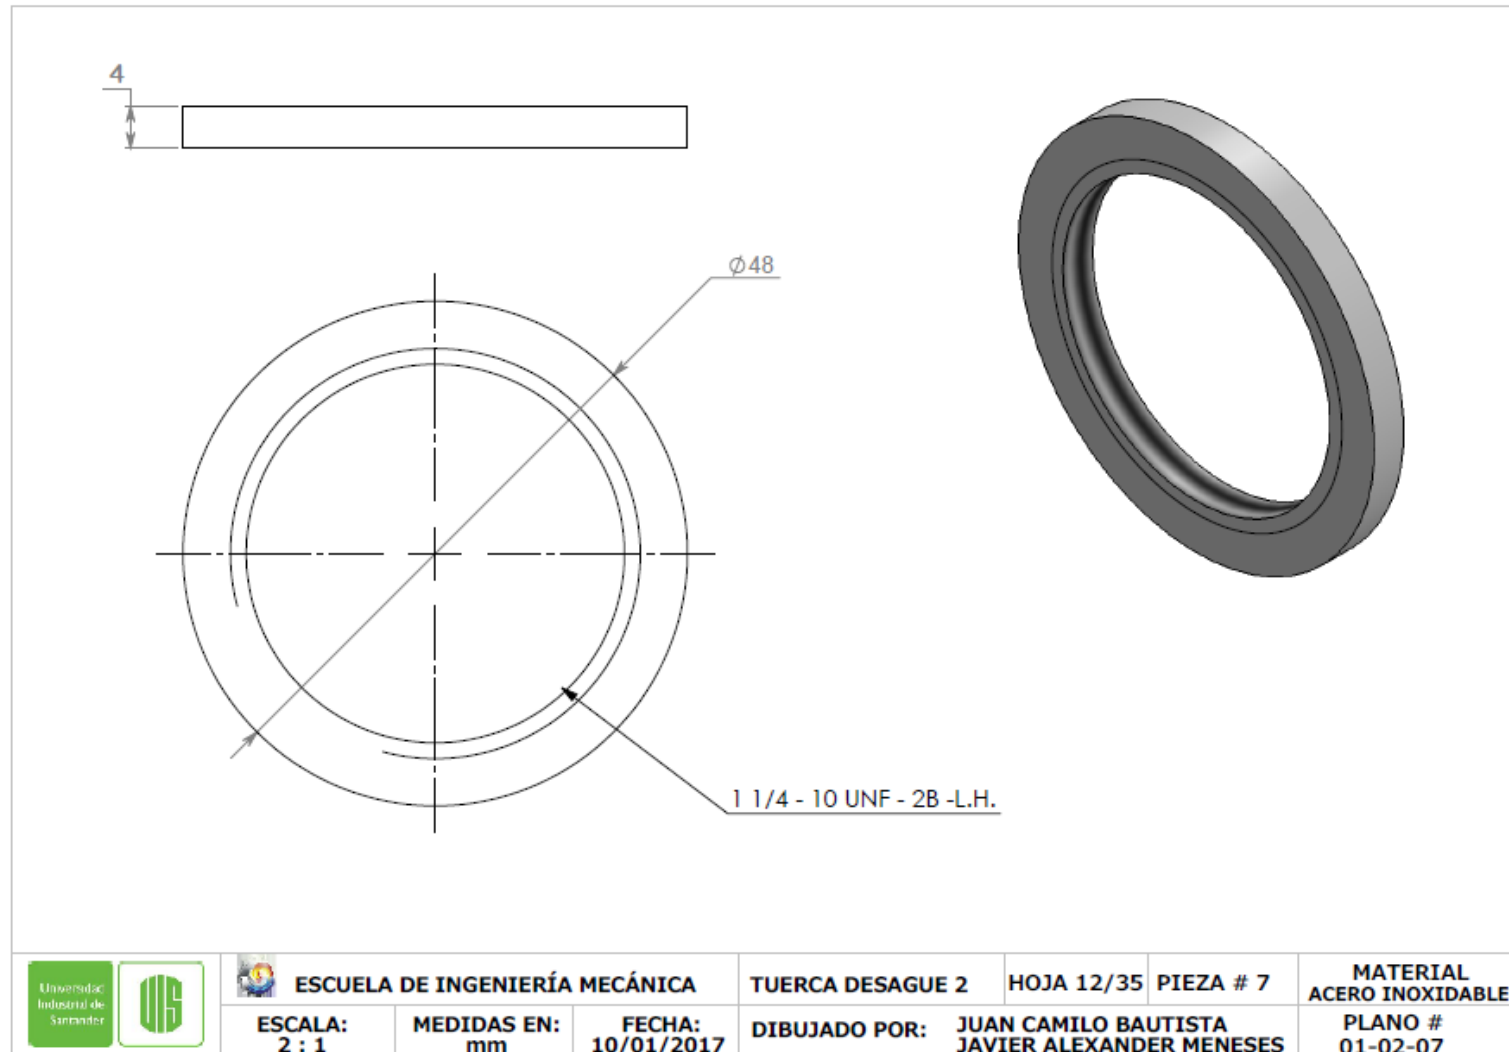 4
Ø48
1 1/4 - 10 UNF - 2B -L.H.
Universidad
Industrial de
Santander
UIS
ESCUELA DE INGENIERÍA MECÁNICA
TUERCA DESAGUE 2
HOJA 12/35
PIEZA # 7
MATERIAL
ACERO INOXIDABLE
ESCALA:
2 : 1
MEDIDAS EN:
mm
FECHA:
10/01/2017
DIBUJADO POR:
JUAN CAMILO BAUTISTA
JAVIER ALEXANDER MENESES
PLANO #
01-02-07